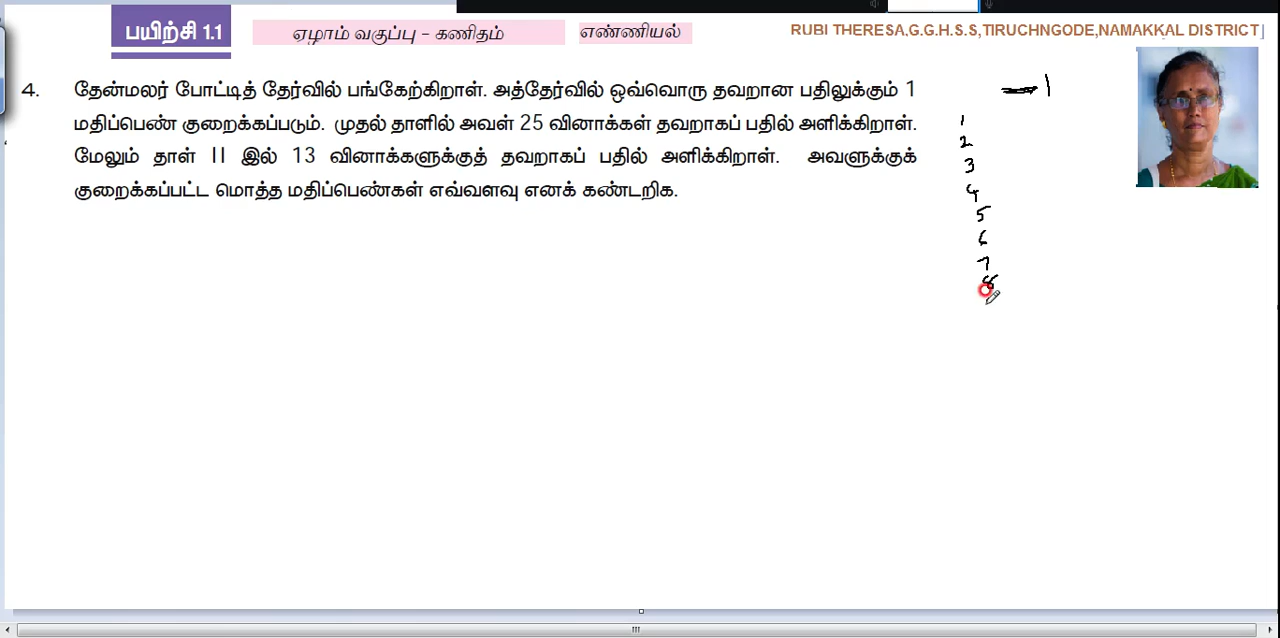 பயிற்சி 1.1
ஏழாம் வகுப்பு – கணிதம்
எண்ணியல்
RUBI THERESA,G.G.H.S.S,TIRUCHNGODE,NAMAKKAL DISTRICT]
4. தேன்மலர் போட்டித் தேர்வில் பங்கேற்கிறாள். அத்தேர்வில் ஒவ்வொரு தவறான பதிலுக்கும் 1
மதிப்பெண் குறைக்கப்படும். முதல் தாளில் அவள் 25 வினாக்கள் தவறாகப் பதில் அளிக்கிறாள்.
மேலும் தாள் II இல் 13 வினாக்களுக்குத் தவறாகப் பதில் அளிக்கிறாள். அவளுக்குக்
குறைக்கப்பட்ட மொத்த மதிப்பெண்கள் எவ்வளவு எனக் கண்டறிக.
– 1
1
2
3
4
5
6
7
8